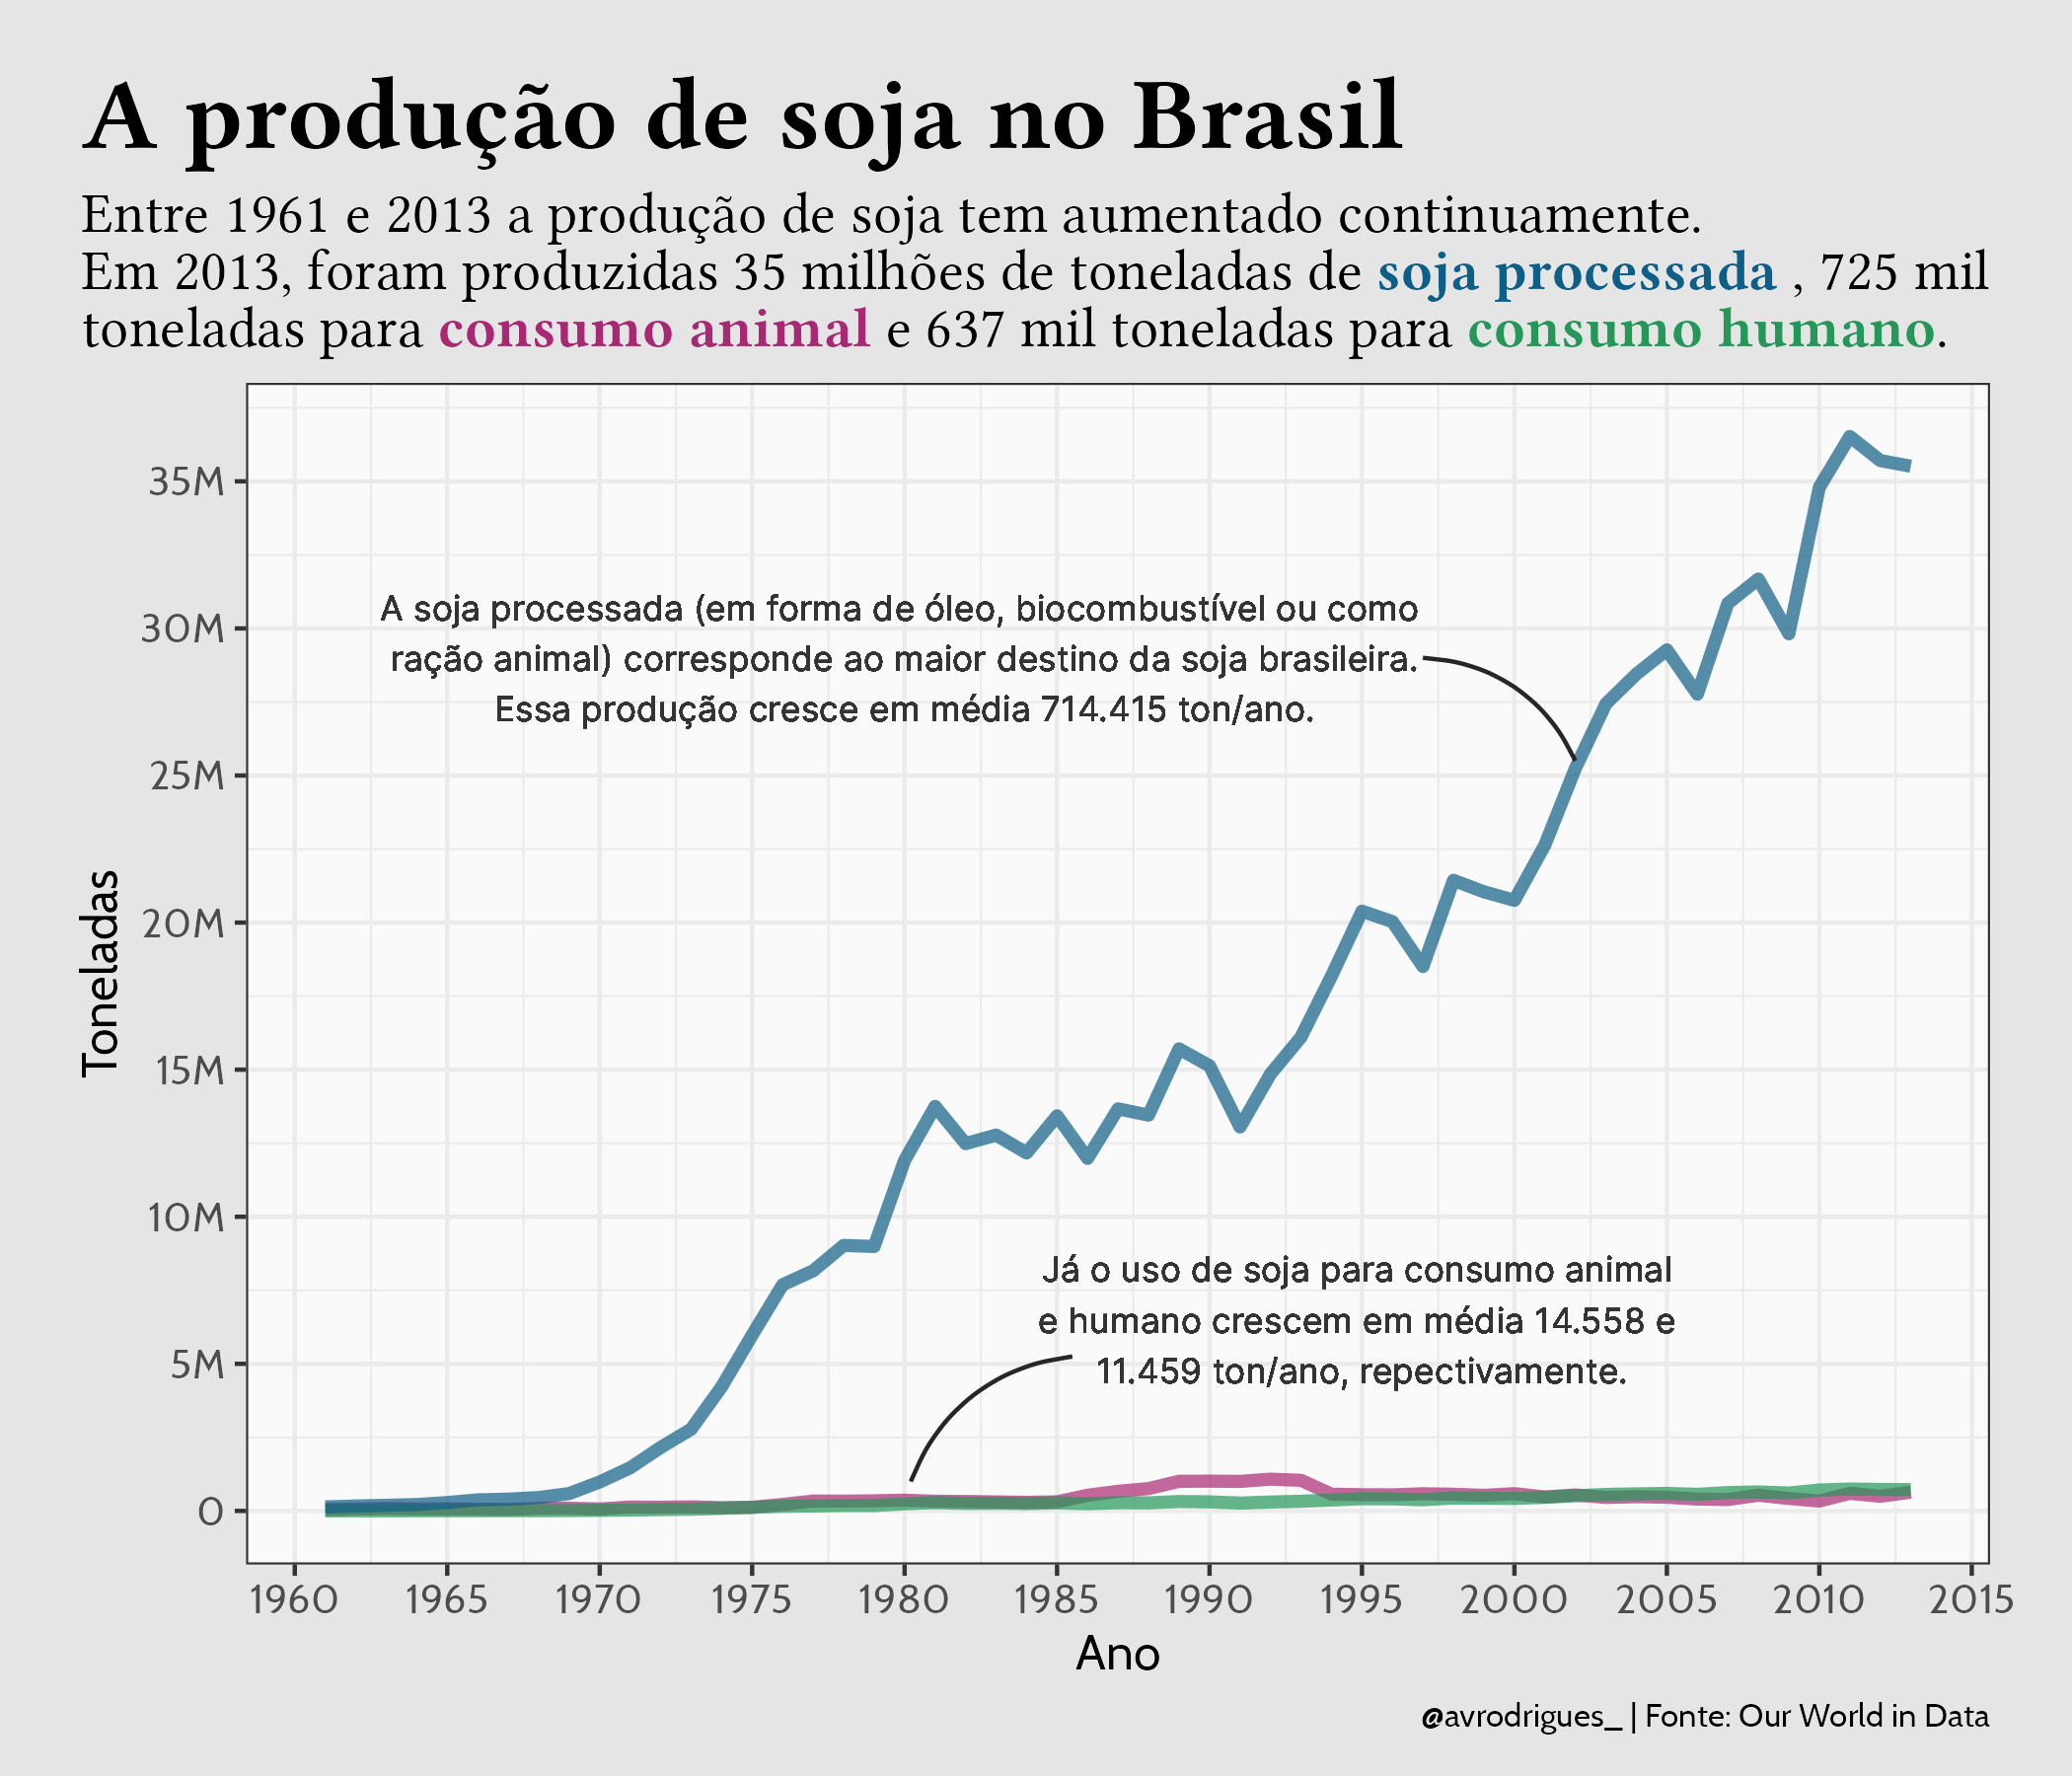 A produção de soja no Brasil
Entre 1961 e 2013 a produção de soja tem aumentado continuamente.
Em 2013, foram produzidas 35 milhões de toneladas de soja processada , 725 mil
toneladas para consumo animal e 637 mil toneladas para consumo humano.
35M
30M
25M
20M
15M
10M
5M
0
Toneladas
A soja processada (em forma de óleo, biocombustível ou como
ração animal) corresponde ao maior destino da soja brasileira.
Essa produção cresce em média 714.415 ton/ano.
Já o uso de soja para consumo animal
e humano crescem em média 14.558 e
11.459 ton/ano, repectivamente.
1960 1965 1970 1975 1980 1985 1990 1995 2000 2005 2010 2015
Ano
@avrodrigues_ | Fonte: Our World in Data